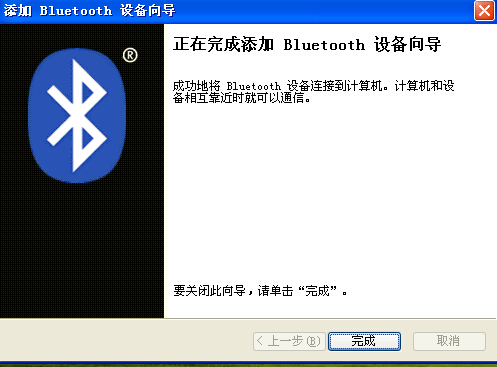 添加 Bluetooth 设备向导
®
正在完成添加 Bluetooth 设备向导
成功地将 Bluetooth 设备连接到计算机。计算机和设
备相互靠近时就可以通信。
要关闭此向导，请单击“完成”。
< 上一步(B)
完成
取消